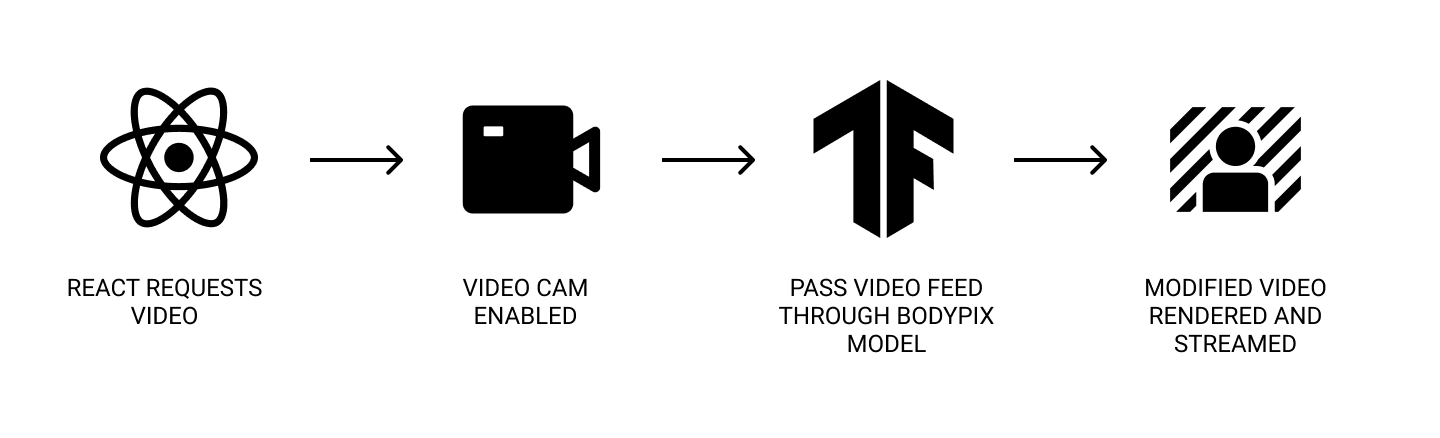 REACT REQUESTS
VIDEO
VIDEO CAM
ENABLED
PASS VIDEO FEED
THROUGH BODYPIX
MODEL
MODIFIED VIDEO
RENDERED AND
STREAMED